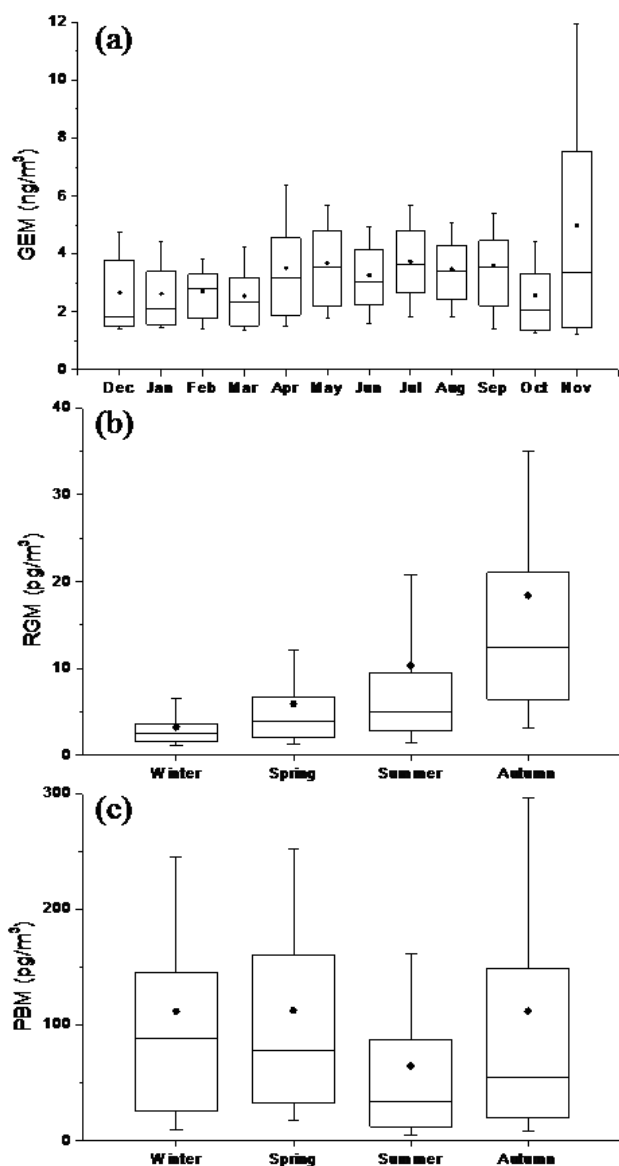 (a)
12
10
8
6
4
2
0
GEM (ng/m³)
Dec Jan Feb Mar Apr May Jun Jul Aug Sep Oct Nov
(b)
40
30
20
10
0
RGM (pg/m³)
Winter Spring Summer Autumn
(c)
300
200
100
0
PBM (pg/m³)
Winter Spring Summer Autumn